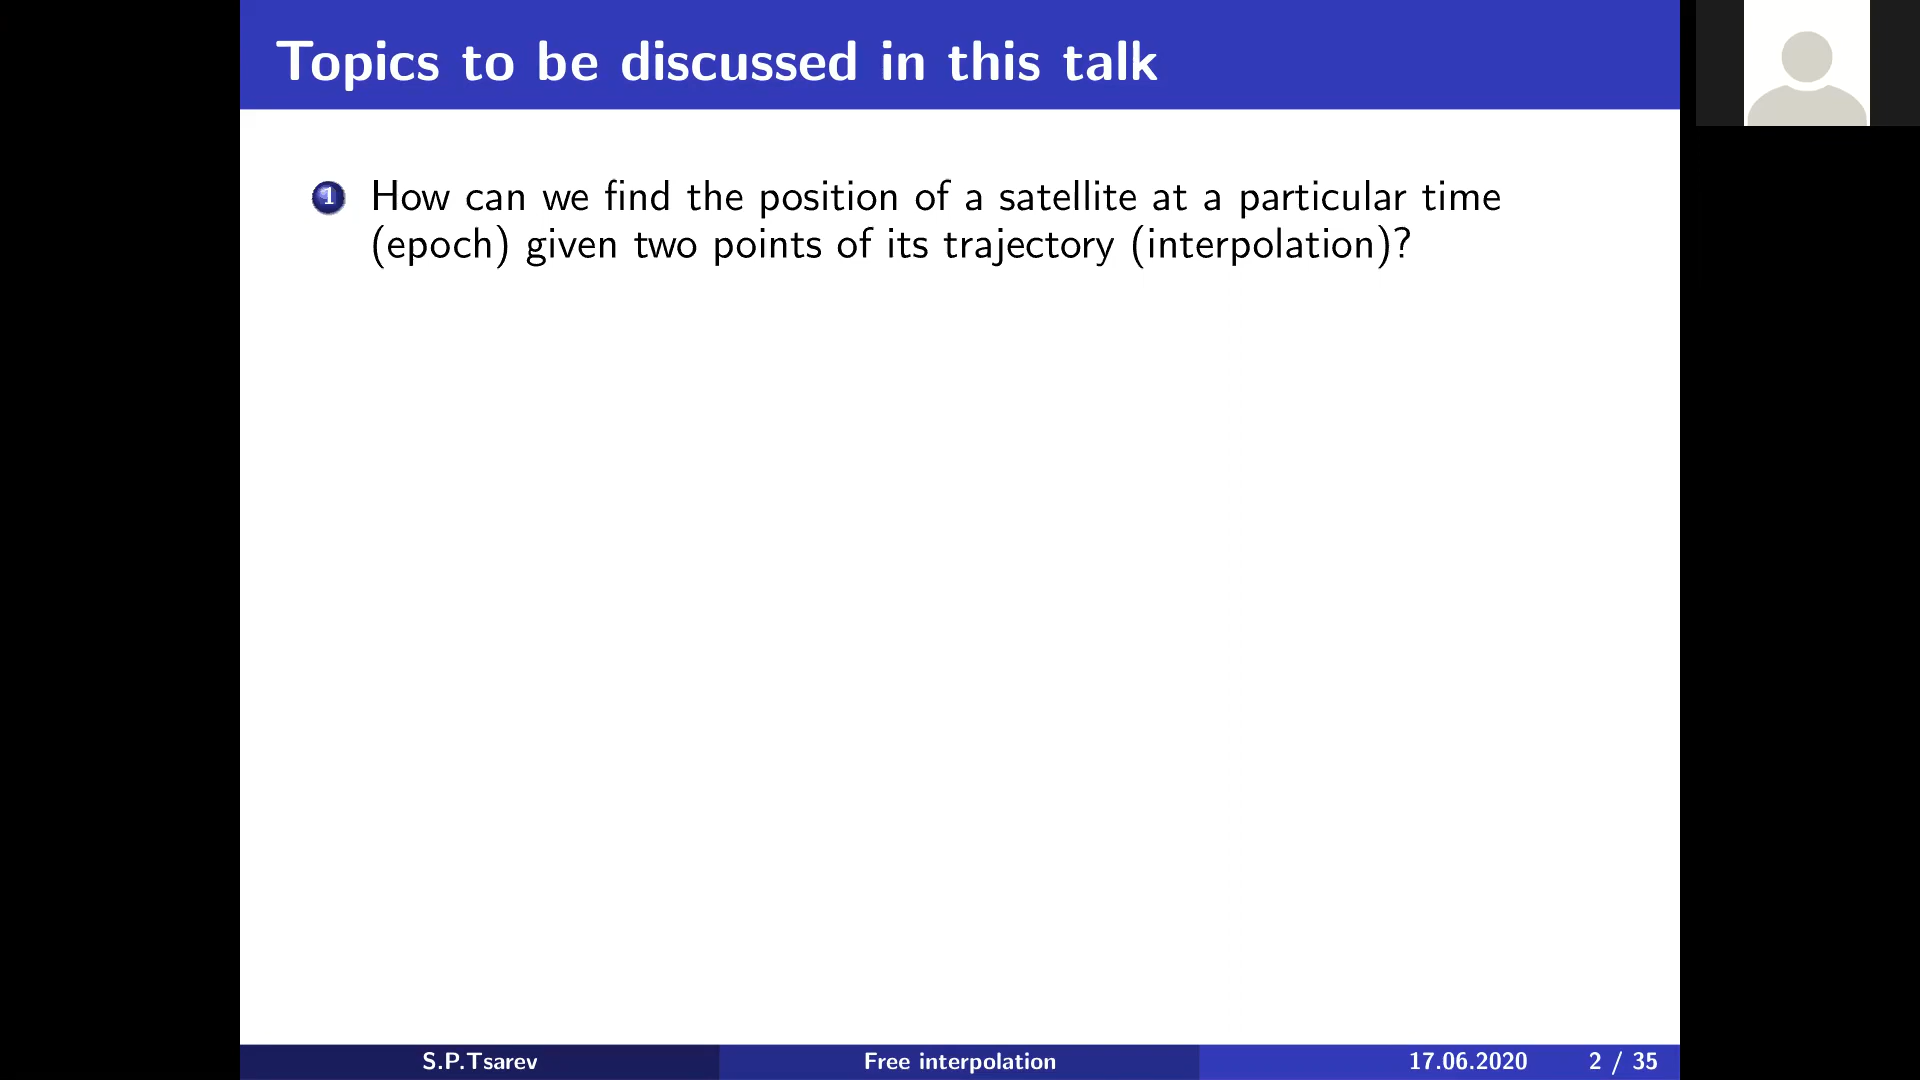 Topics to be discussed in this talk
1 How can we find the position of a satellite at a particular time
(epoch) given two points of its trajectory (interpolation)?
S.P.Tsarev Free interpolation 17.06.2020 2 / 35